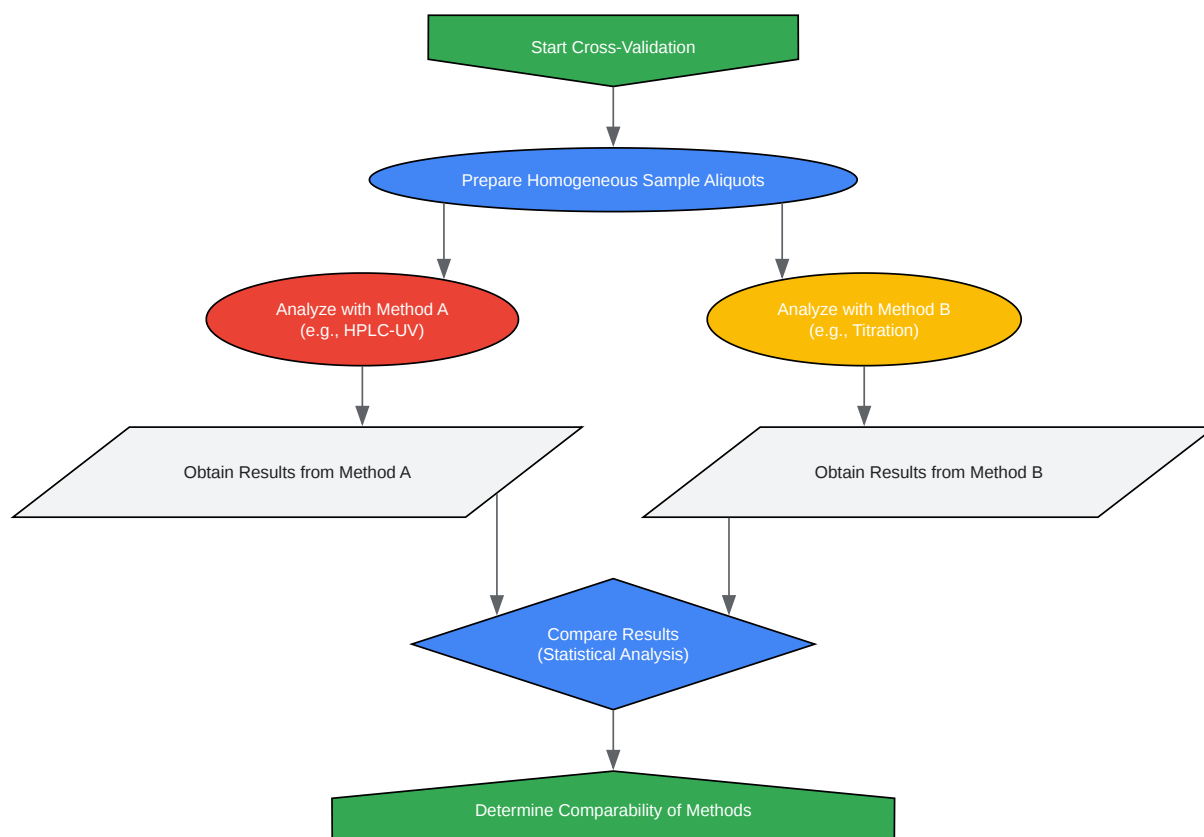 Start Cross-Validation
Prepare Homogeneous Sample Aliquots
Analyze with Method A
(e.g., HPLC-UV)
Analyze with Method B
(e.g., Titration)
Obtain Results from Method A
Obtain Results from Method B
Compare Results
(Statistical Analysis)
Determine Comparability of Methods